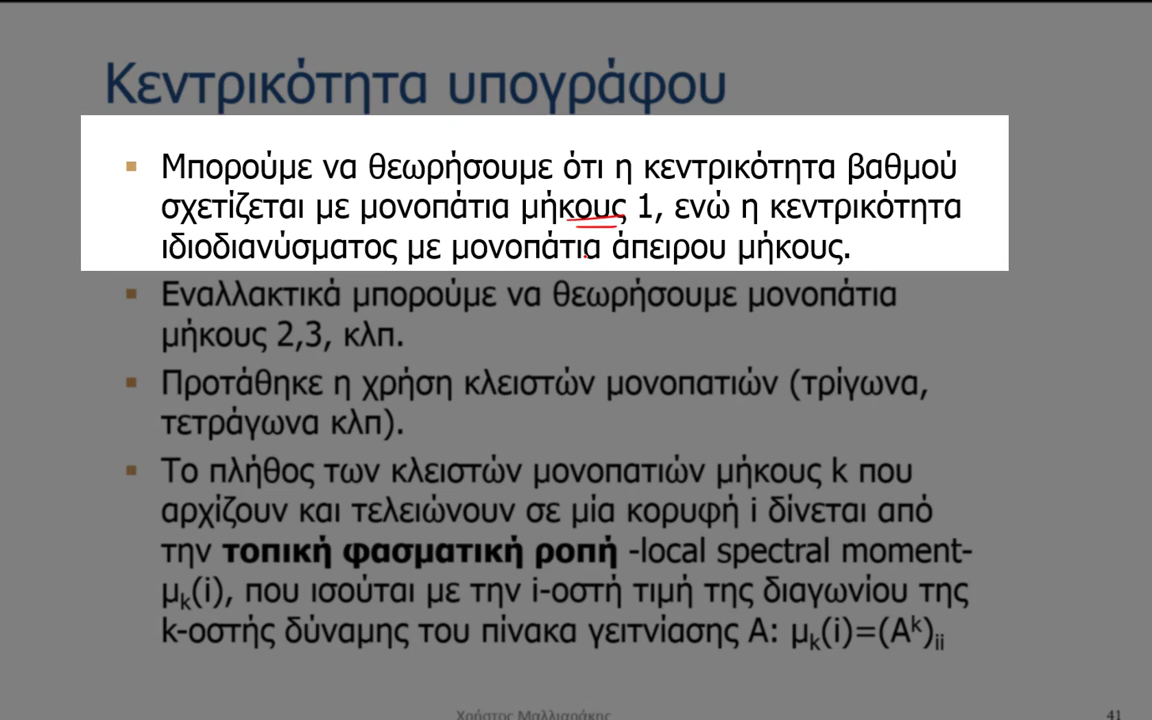 Κεντρικότητα υπογράφου
▪ Μπορούμε να θεωρήσουμε ότι η κεντρικότητα βαθμού
σχετίζεται με μονοπάτια μήκους 1, ενώ η κεντρικότητα
ιδιοδιανύσματος με μονοπάτια άπειρου μήκους.
▪ Εναλλακτικά μπορούμε να θεωρήσουμε μονοπάτια
μήκους 2,3, κλπ.
▪ Προτάθηκε η χρήση κλειστών μονοπατιών (τρίγωνα,
τετράγωνα κλπ).
▪ Το πλήθος των κλειστών μονοπατιών μήκους k που
αρχίζουν και τελειώνουν σε μία κορυφή i δίνεται από
την τοπική φασματική ροπή -local spectral moment-
μₖ(i), που ισούται με την i-οστή τιμή της διαγωνίου της
k-οστής δύναμης του πίνακα γειτνίασης Α: μₖ(i)=(Aᵏ)ᵢᵢ
Χρήστος Μαλλιαράκης
41